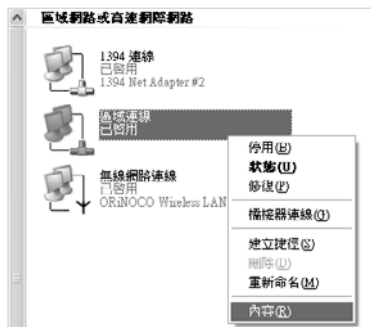 區域網路或高速網際網路
1394 連線
已啓用
1394 Net Adapter #2
區域連線
已啓用
無線網路連線
已啓用
ORiNOCO Wireless LAN
停用(B)
狀態(U)
修復(P)
橋接器連線(G)
建立捷徑(S)
刪除(D)
重新命名(M)
內容(R)